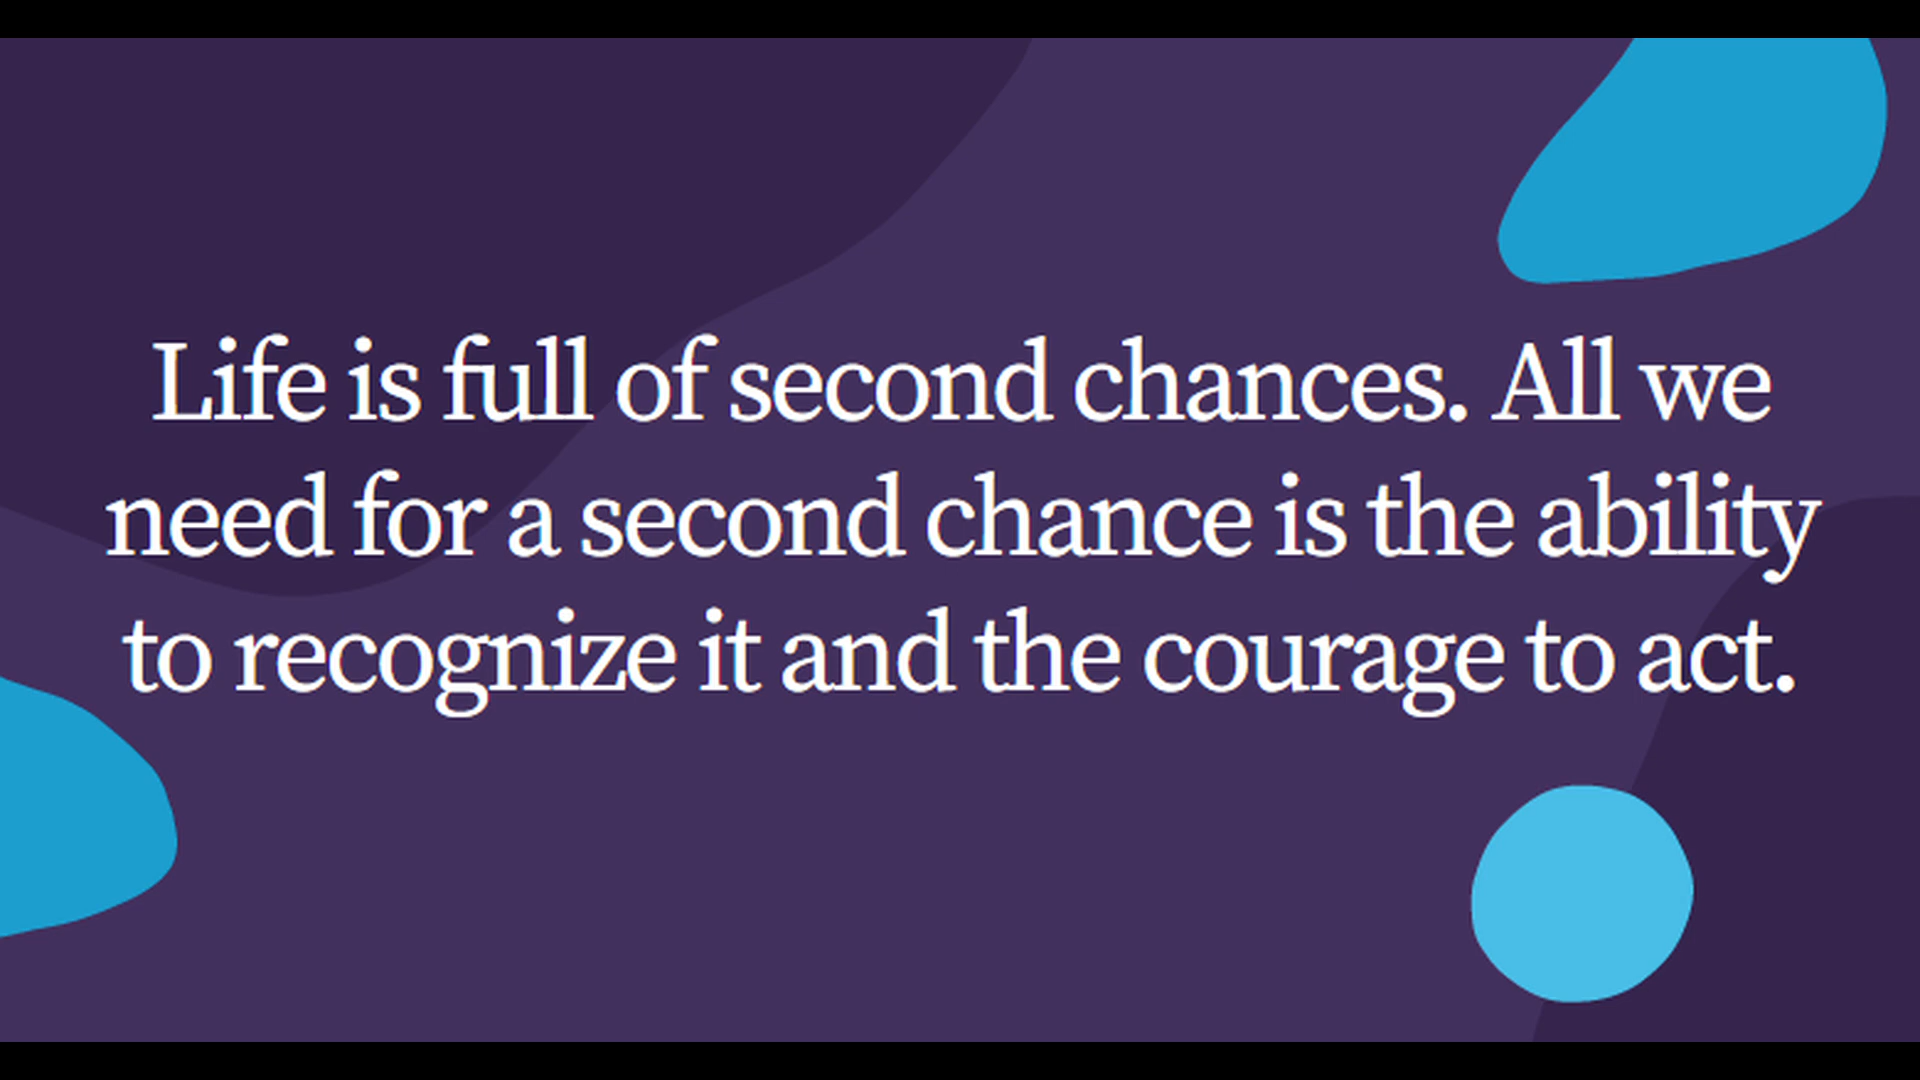 Life is full of second chances. All we
need for a second chance is the ability
to recognize it and the courage to act.